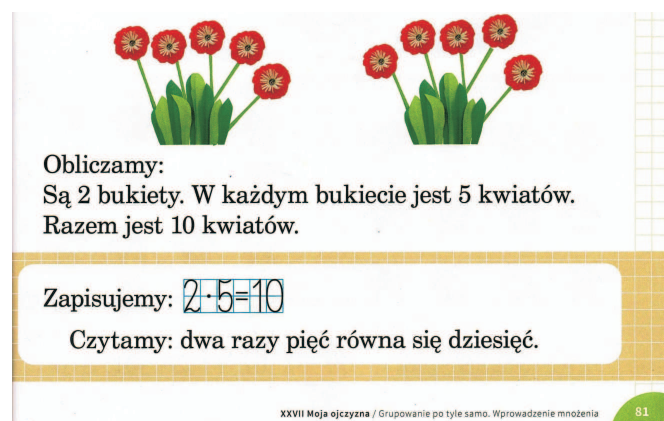 Obliczamy:
Są 2 bukiety. W każdym bukiecie jest 5 kwiatów.
Razem jest 10 kwiatów.
Zapisujemy: 2·5=10
Czytamy: dwa razy pięć równa się dziesięć.
XXVII Moja ojczyzna / Grupowanie po tyle samo. Wprowadzenie mnożenia 81